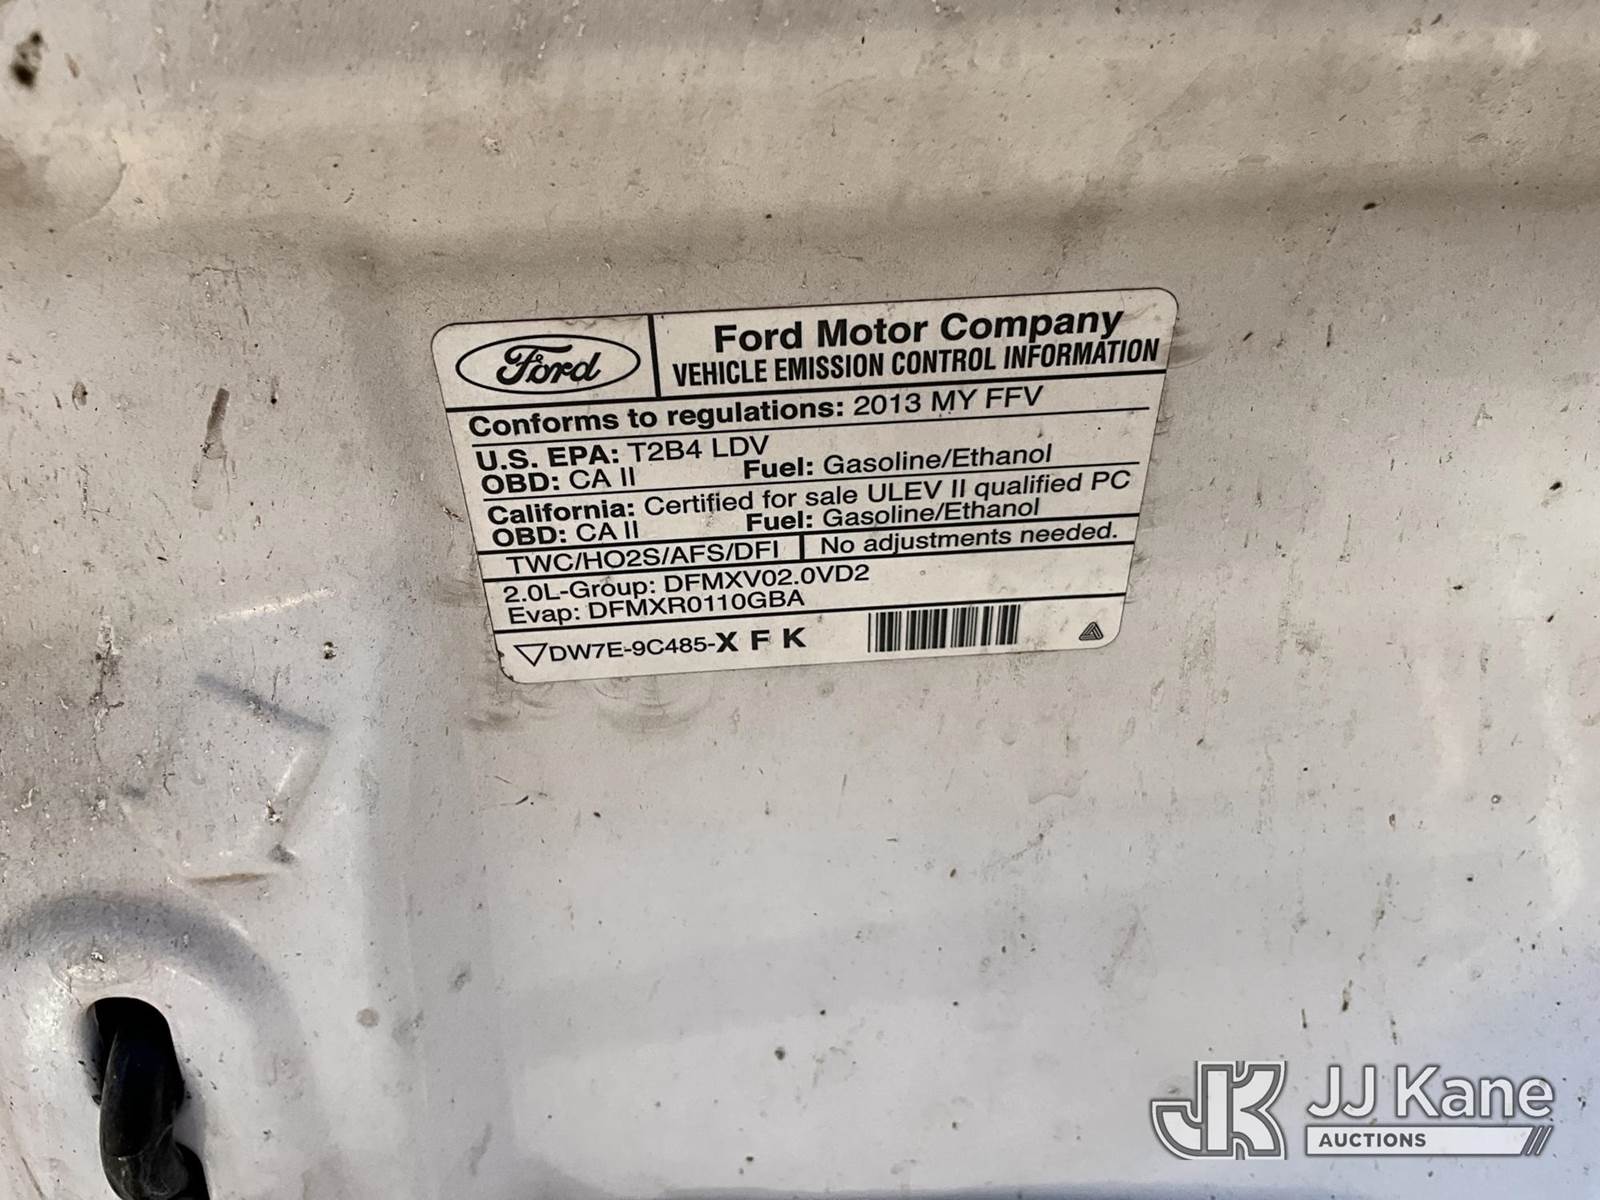 Ford
Ford Motor Company
VEHICLE EMISSION CONTROL INFORMATION
Conforms to regulations: 2013 MY FFV
U.S. EPA: T2B4 LDV
OBD: CA II Fuel: Gasoline/Ethanol
California: Certified for sale ULEV II qualified PC
OBD: CA II Fuel: Gasoline/Ethanol
TWC/HO2S/AFS/DFI No adjustments needed.
2.0L-Group: DFMXV02.0VD2
Evap: DFMXR0110GBA
DW7E-9C485-X F K
JK JJ Kane
AUCTIONS